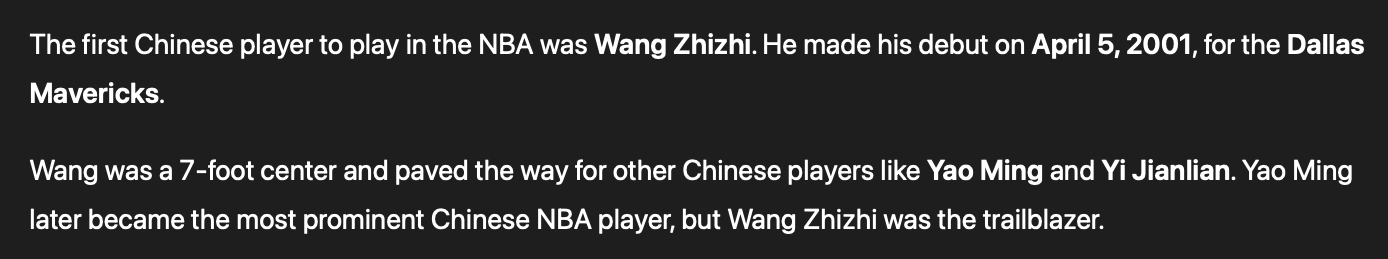 The first Chinese player to play in the NBA was Wang Zhizhi. He made his debut on April 5, 2001, for the Dallas
Mavericks.
Wang was a 7-foot center and paved the way for other Chinese players like Yao Ming and Yi Jianlian. Yao Ming
later became the most prominent Chinese NBA player, but Wang Zhizhi was the trailblazer.